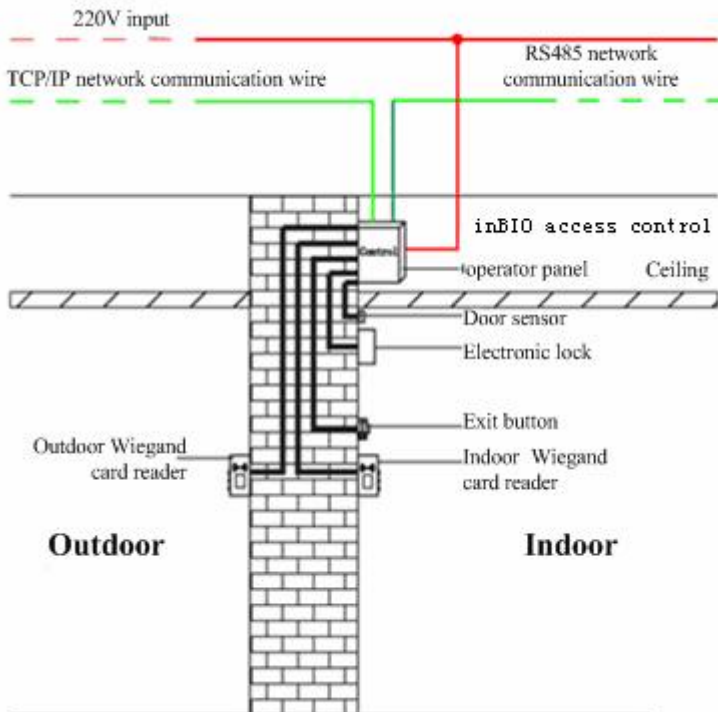 220V input
RS485 network
communication wire
TCP/IP network communication wire
inBIO access control
Control
operator panel
Ceiling
Door sensor
Electronic lock
Exit button
Outdoor Wiegand
card reader
Indoor Wiegand
card reader
Outdoor
Indoor